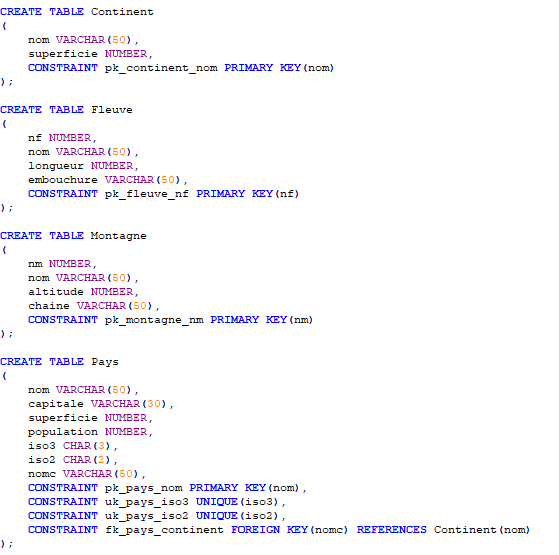 CREATE TABLE Continent
(
    nom VARCHAR(50),
    superficie NUMBER,
    CONSTRAINT pk_continent_nom PRIMARY KEY(nom)
);

CREATE TABLE Fleuve
(
    nf NUMBER,
    nom VARCHAR(50),
    longueur NUMBER,
    embouchure VARCHAR(50),
    CONSTRAINT pk_fleuve_nf PRIMARY KEY(nf)
);

CREATE TABLE Montagne
(
    nm NUMBER,
    nom VARCHAR(50),
    altitude NUMBER,
    chaine VARCHAR(50),
    CONSTRAINT pk_montagne_nm PRIMARY KEY(nm)
);

CREATE TABLE Pays
(
    nom VARCHAR(50),
    capitale VARCHAR(30),
    superficie NUMBER,
    population NUMBER,
    iso3 CHAR(3),
    iso2 CHAR(2),
    nomc VARCHAR(50),
    CONSTRAINT pk_pays_nom PRIMARY KEY(nom),
    CONSTRAINT uk_pays_iso3 UNIQUE(iso3),
    CONSTRAINT uk_pays_iso2 UNIQUE(iso2),
    CONSTRAINT fk_pays_continent FOREIGN KEY(nomc) REFERENCES Continent(nom)
);